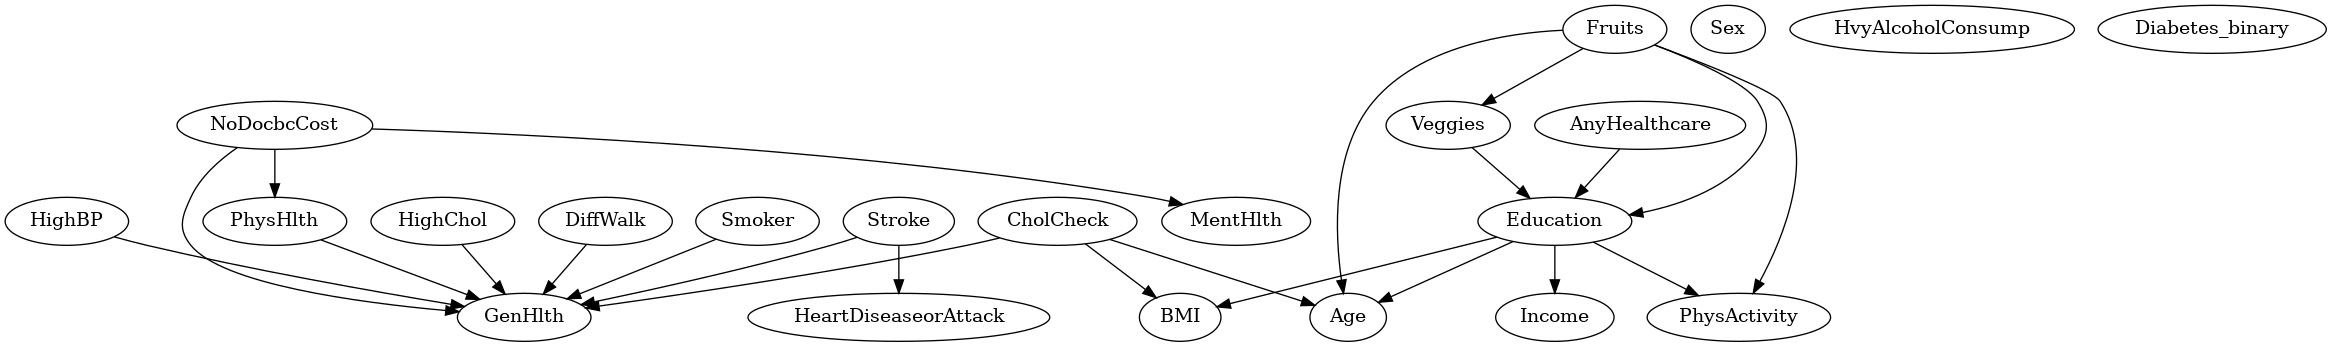 Fruits
Sex
HvyAlcoholConsump
Diabetes_binary
NoDocbcCost
Veggies
AnyHealthcare
HighBP
PhysHlth
HighChol
DiffWalk
Smoker
Stroke
CholCheck
MentHlth
Education
GenHlth
HeartDiseaseorAttack
BMI
Age
Income
PhysActivity